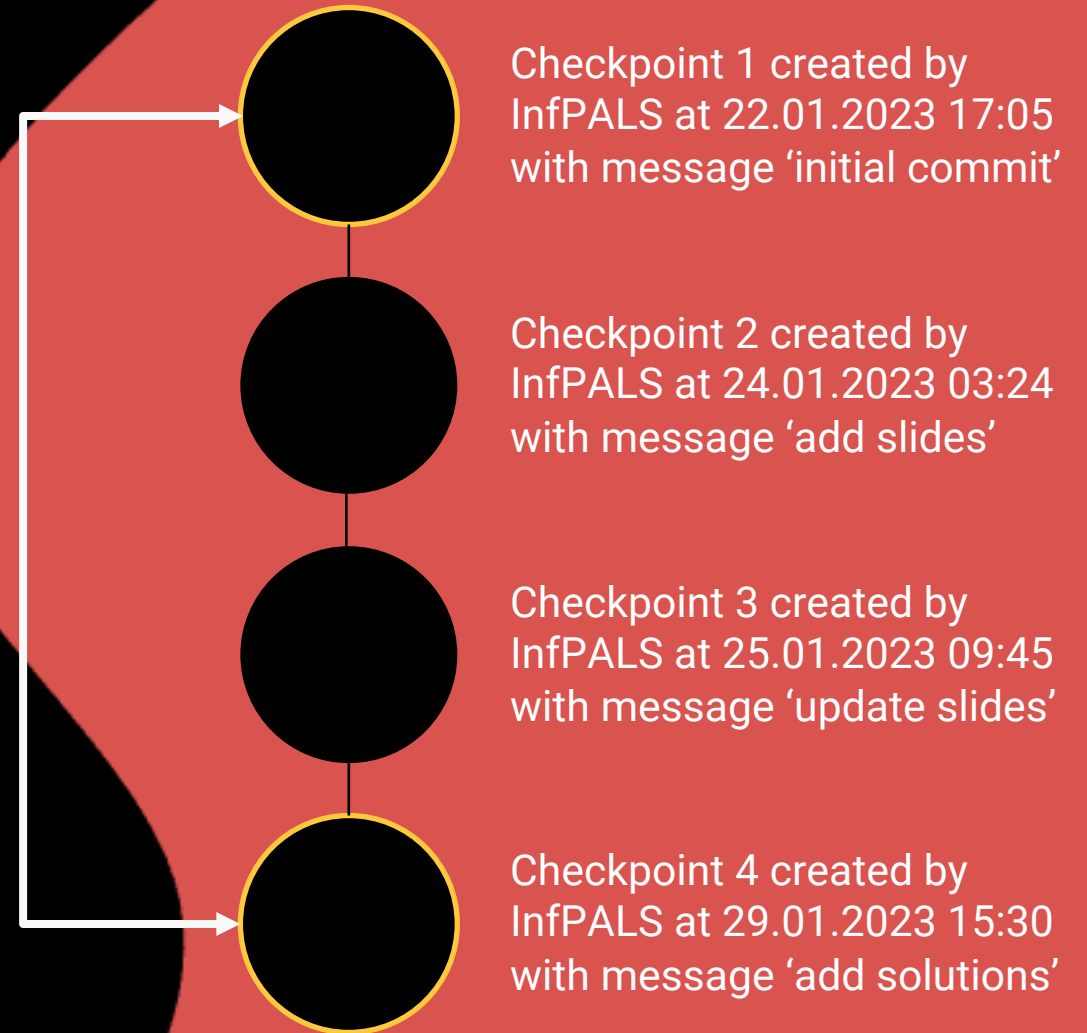 Checkpoint 1 created by
InfPALS at 22.01.2023 17:05
with message ‘initial commit’
Checkpoint 2 created by
InfPALS at 24.01.2023 03:24
with message ‘add slides’
Checkpoint 3 created by
InfPALS at 25.01.2023 09:45
with message ‘update slides’
Checkpoint 4 created by
InfPALS at 29.01.2023 15:30
with message ‘add solutions’